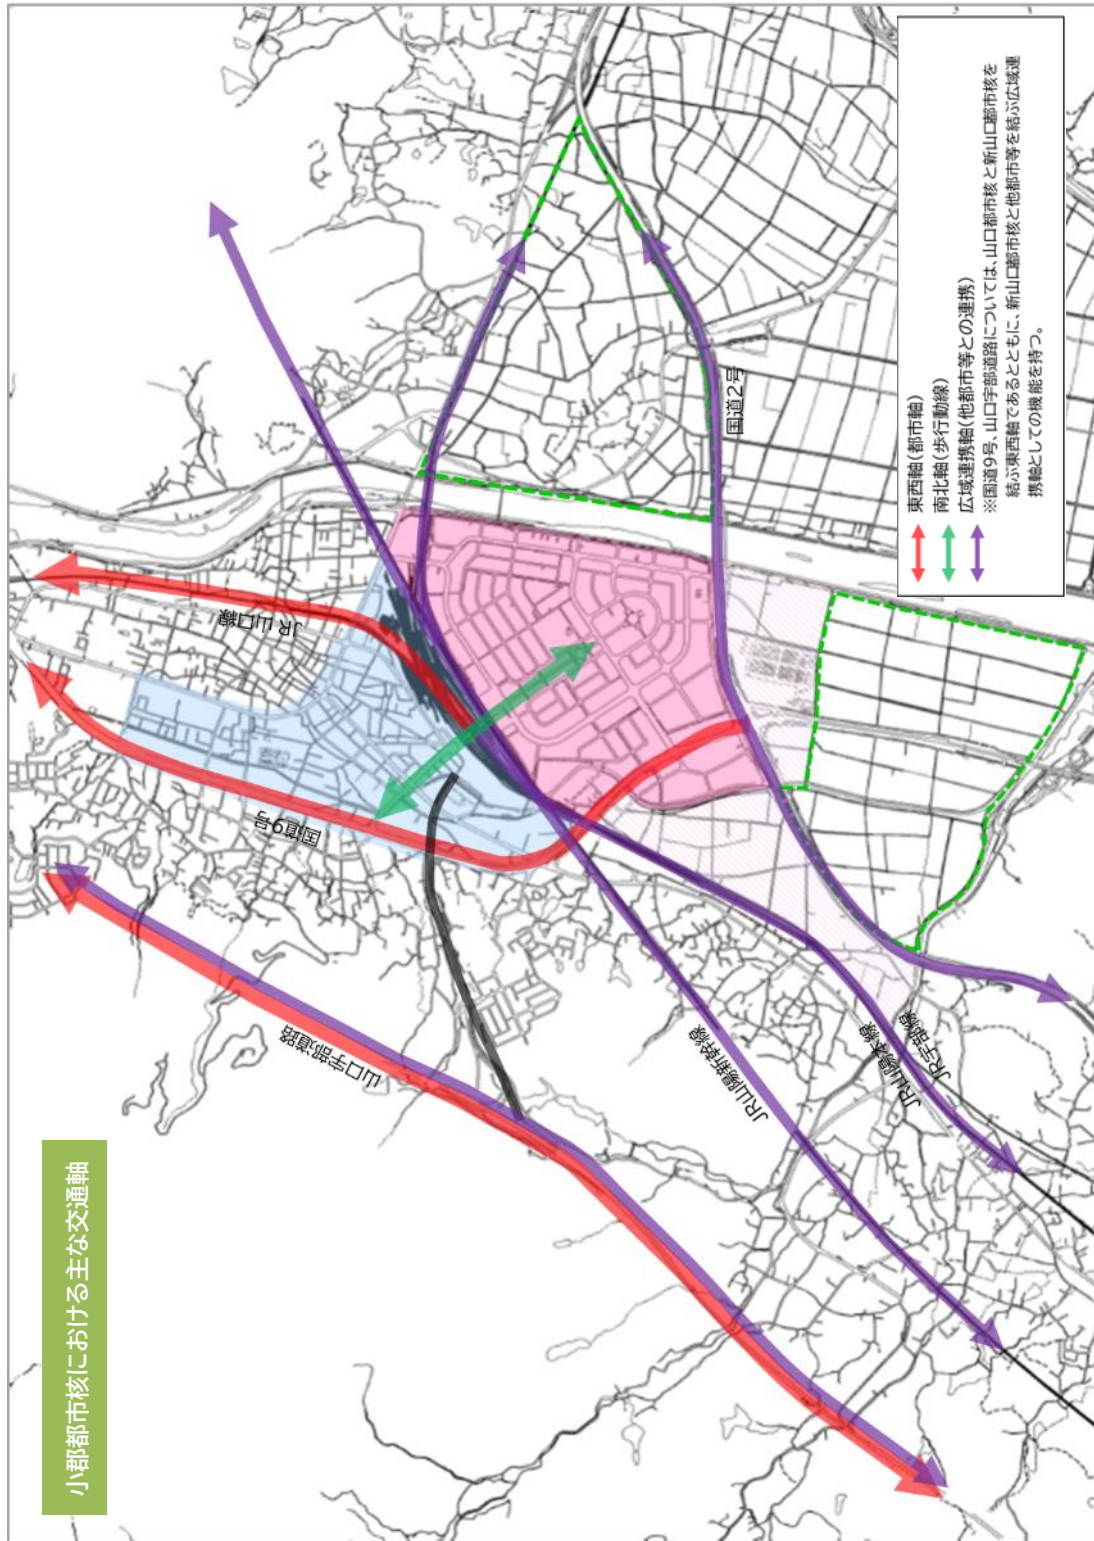 小郡都市核における主な交通軸
JR 山口線
国道9号
山口宇部道路
国道2号
JR山陽新幹線
JR山陽本線
JR宇部線
東西軸(都市軸)
南北軸(歩行動線)
広域連携軸(他都市等との連携)
※国道9号、山口宇部道路については、山口都市核と新山口都市核を
結ぶ東西軸であるとともに、新山口都市核と他都市等を結ぶ広域連
携軸としての機能を持つ。